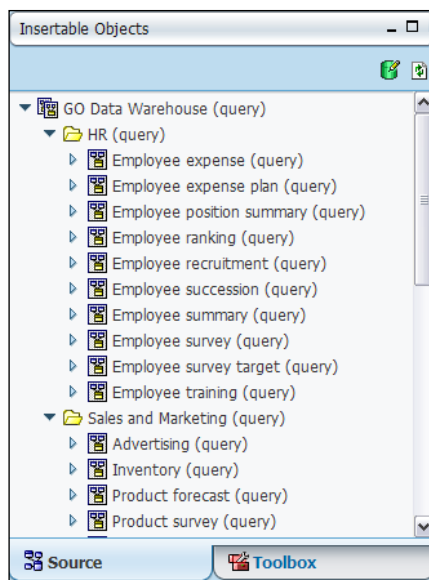 Insertable Objects
GO Data Warehouse (query)
HR (query)
Employee expense (query)
Employee expense plan (query)
Employee position summary (query)
Employee ranking (query)
Employee recruitment (query)
Employee succession (query)
Employee summary (query)
Employee survey (query)
Employee survey target (query)
Employee training (query)
Sales and Marketing (query)
Advertising (query)
Inventory (query)
Product forecast (query)
Product survey (query)
Source Toolbox